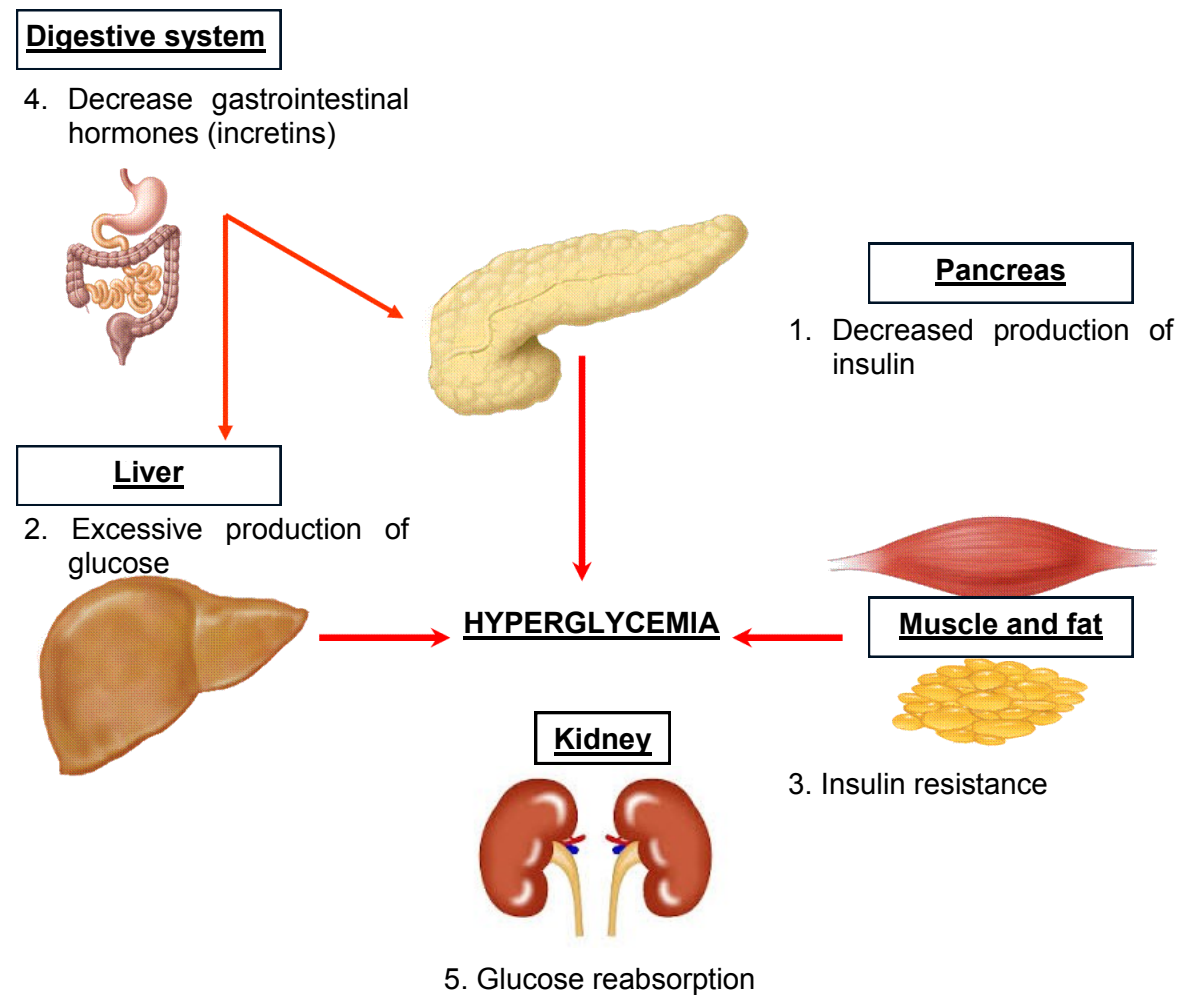 Digestive system
4. Decrease gastrointestinal
hormones (incretins)
Pancreas
1. Decreased production of
insulin
Liver
2. Excessive production of
glucose
HYPERGLYCEMIA
Muscle and fat
3. Insulin resistance
Kidney
5. Glucose reabsorption